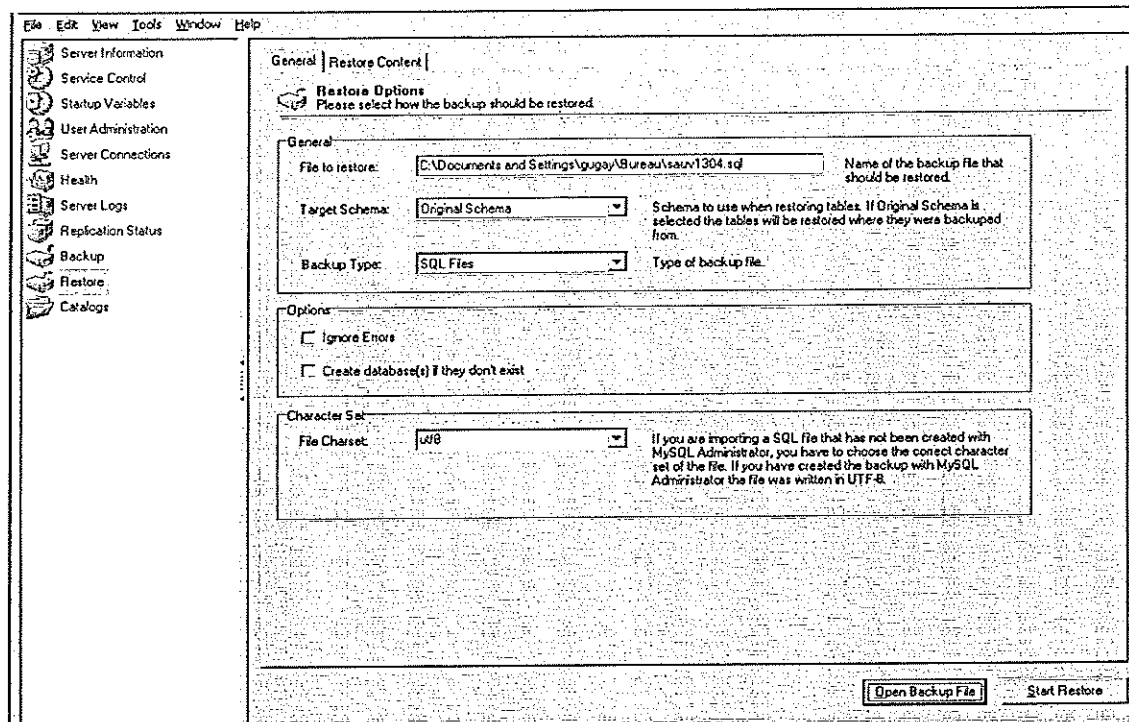 File Edit View Tools Window Help
Server Information
Service Control
Startup Variables
User Administration
Server Connections
Health
Server Logs
Replication Status
Backup
Restore
Catalogs
General Restore Content
Restore Options
Please select how the backup should be restored.
General
File to restore: C:\Documents and Settings\gugay\Bureau\sauv1304.sql
Name of the backup file that
should be restored.
Target Schema: Original Schema
Schema to use when restoring tables. If Original Schema is
selected the tables will be restored where they were backuped
from.
Backup Type: SQL Files
Type of backup file.
Options
Ignore Errors
Create database(s) if they don't exist
Character Set
File Charset: utf8
If you are importing a SQL file that has not been created with
MySQL Administrator, you have to choose the correct character
set of the file. If you have created the backup with MySQL
Administrator the file was written in UTF-8.
Open Backup File Start Restore